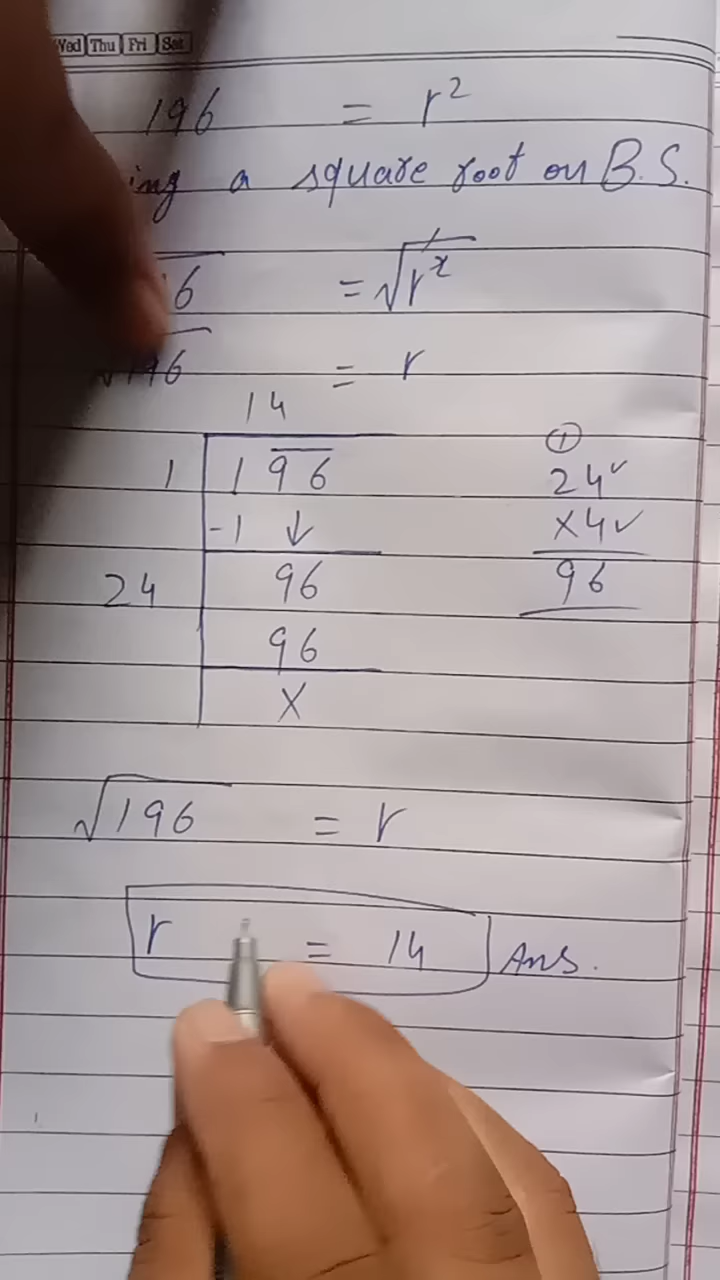 Wed Thu Fri Sat
196 = r²
a square root on B.S.
6 = √r²
√196 = r
14
1 196 ①
-1 ↓ 24✓
×4✓
24 96 96
96
X
√196 = r
r = 14 Ans.